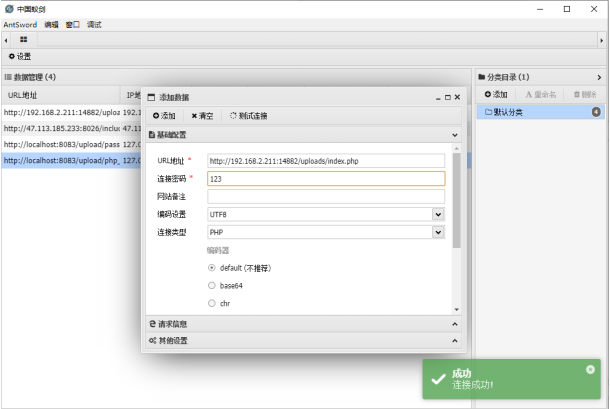 中国蚁剑
AntSword 编辑 窗口 调试
设置
数据管理 (4)
URL地址 IP地
http://192.168.2.211:14882/uploa 192.1
http://47.113.185.233:8026/inclu 47.11
http://localhost:8083/upload/pass 127.0
http://localhost:8083/upload/php_ 127.0
添加数据
添加 清空 测试连接
基础配置
URL地址 * http://192.168.2.211:14882/uploads/index.php
连接密码 * 123
网站备注
编码设置 UTF8
连接类型 PHP
编码器
default (不推荐)
base64
chr
请求信息
其他设置
分类目录 (1)
添加 A 重命名 删除
默认分类 4
成功
连接成功!